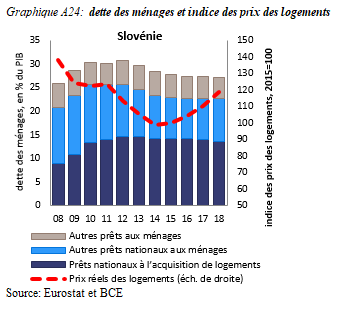 Graphique A24: dette des ménages et indice des prix des logements
Slovénie
dette des ménages, en % du PIB
35
30
25
20
15
10
5
0
150
140
130
120
110
100
90
80
70
60
50
indice des prix des logements, 2015=100
08 09 10 11 12 13 14 15 16 17 18
Autres prêts aux ménages
Autres prêts nationaux aux ménages
Prêts nationaux à l'acquisition de logements
Prix réels des logements (éch. de droite)
Source: Eurostat et BCE